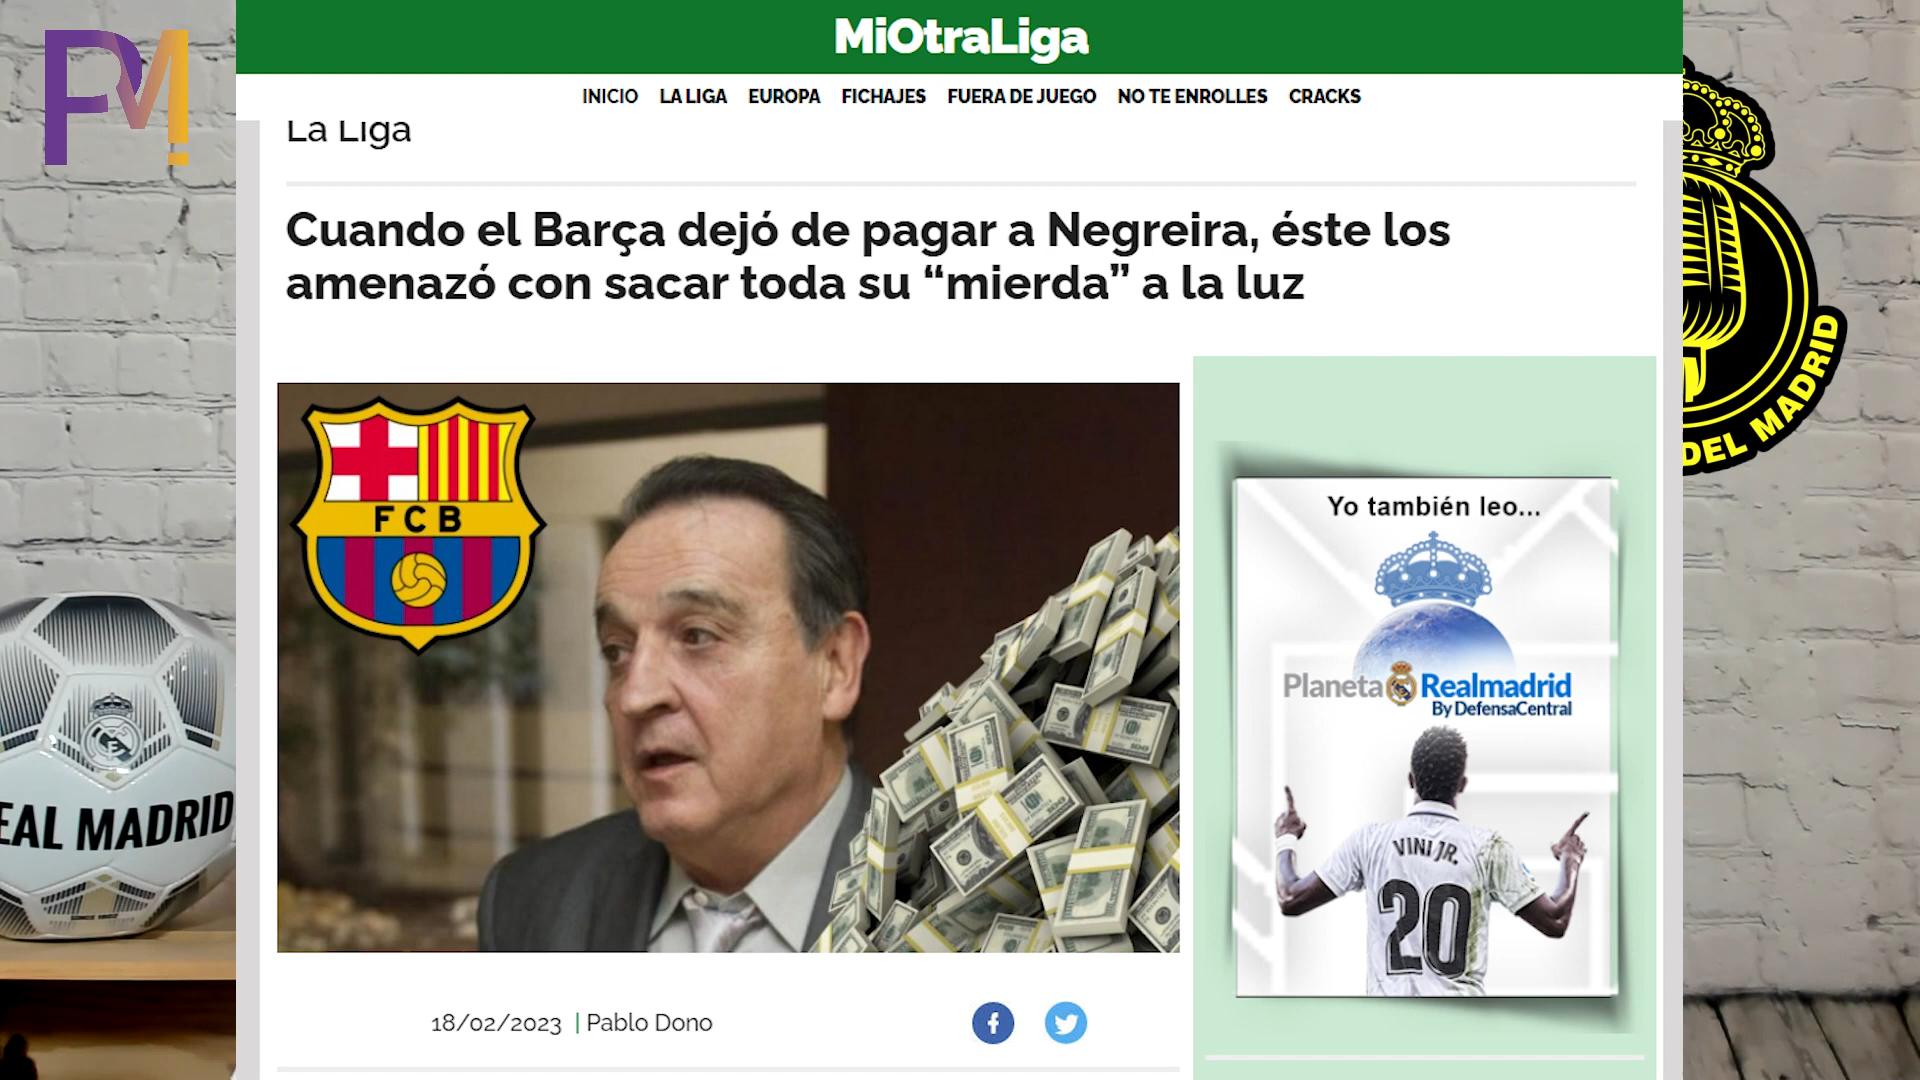 PM!
MiOtraLiga
INICIO LA LIGA EUROPA FICHAJES FUERA DE JUEGO NO TE ENROLLES CRACKS
La Liga
Cuando el Barça dejó de pagar a Negreira, éste los
amenazó con sacar toda su “mierda” a la luz
FCB
18/02/2023 | Pablo Dono
Yo también leo...
Planeta Realmadrid
By DefensaCentral
VINI JR.
20
EAL MADRID
DEL MADRID